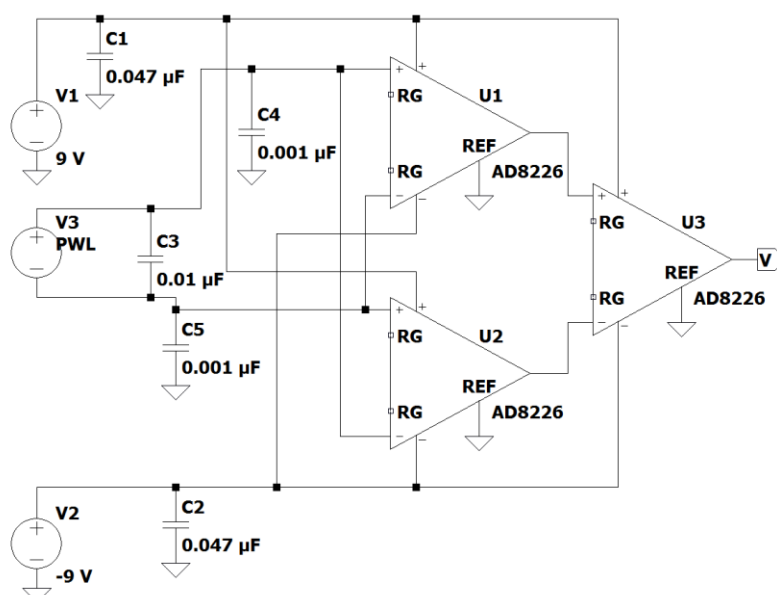 C1
0.047 µF
V1
9 V
C4
0.001 µF
+
RG
U1
RG
REF
AD8226
+
−
−
V3
PWL
C3
0.01 µF
C5
0.001 µF
+
RG
U2
RG
REF
AD8226
+
−
−
+
RG
U3
RG
REF
AD8226
+
−
−
V
V2
-9 V
C2
0.047 µF